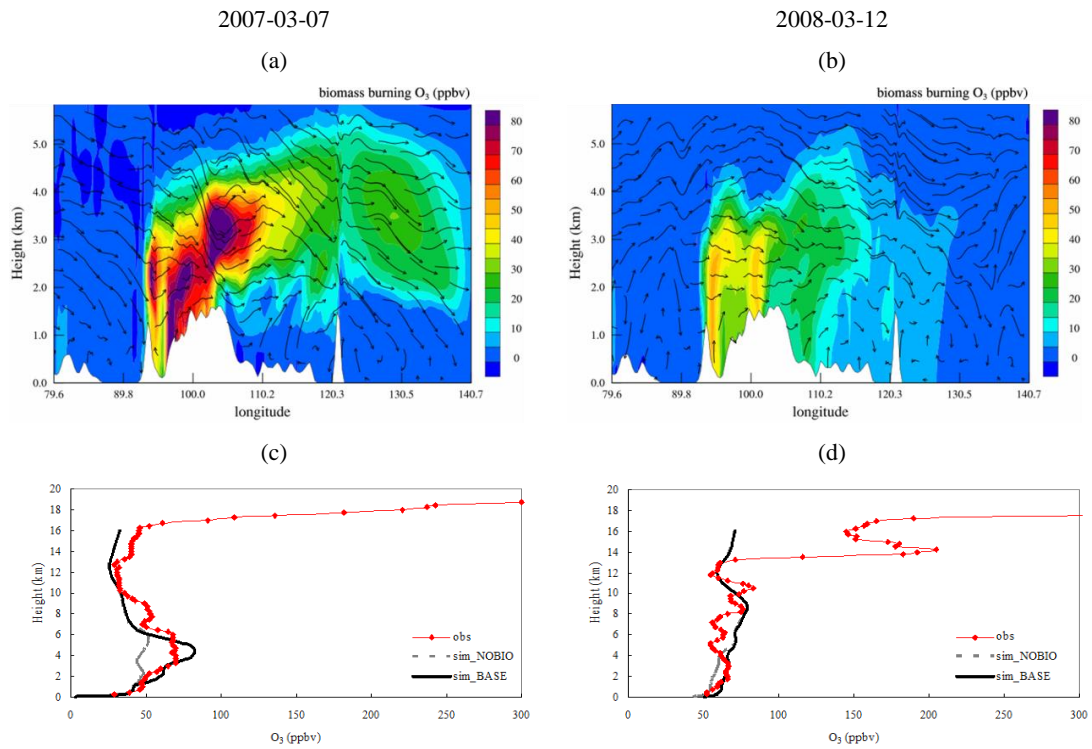 2007-03-07
2008-03-12
(a)
(b)
biomass burning O3 (ppbv)
biomass burning O3 (ppbv)
5.0
4.0
3.0
2.0
1.0
0.0
Height (km)
79.6 89.8 100.0 110.2 120.3 130.5 140.7
longitude
80
70
60
50
40
30
20
10
0
5.0
4.0
3.0
2.0
1.0
0.0
Height (km)
79.6 89.8 100.0 110.2 120.3 130.5 140.7
longitude
80
70
60
50
40
30
20
10
0
(c)
(d)
20
18
16
14
12
10
8
6
4
2
0
Height (km)
0 50 100 150 200 250 300
O3 (ppbv)
obs
sim_NOBIO
sim_BASE
20
18
16
14
12
10
8
6
4
2
0
Height (km)
0 50 100 150 200 250 300
O3 (ppbv)
obs
sim_NOBIO
sim_BASE